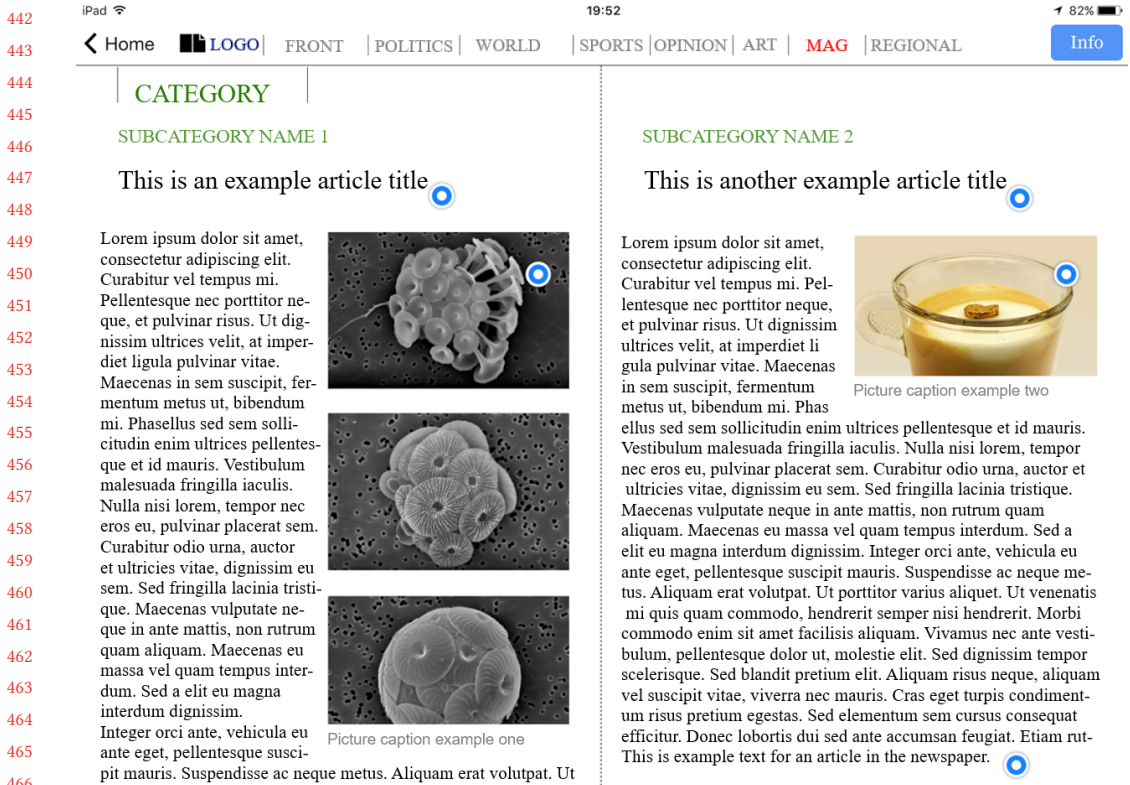 iPad
19:52
82%
Home
LOGO
FRONT
POLITICS
WORLD
SPORTS
OPINION
ART
MAG
REGIONAL
Info
442
443
444
445
446
447
448
449
450
451
452
453
454
455
456
457
458
459
460
461
462
463
464
465
466
CATEGORY
SUBCATEGORY NAME 1
This is an example article title
Lorem ipsum dolor sit amet,
consectetur adipiscing elit.
Curabitur vel tempus mi.
Pellentesque nec porttitor ne-
que, et pulvinar risus. Ut dig-
nissim ultrices velit, at imper-
diet ligula pulvinar vitae.
Maecenas in sem suscipit, fer-
mentum metus ut, bibendum
mi. Phasellus sed sem solli-
citudin enim ultrices pellentes-
que et id mauris. Vestibulum
malesuada fringilla iaculis.
Nulla nisi lorem, tempor nec
eros eu, pulvinar placerat sem.
Curabitur odio urna, auctor
et ultricies vitae, dignissim eu
sem. Sed fringilla lacinia tristi-
que. Maecenas vulputate ne-
que in ante mattis, non rutrum
quam aliquam. Maecenas eu
massa vel quam tempus inter-
dum. Sed a elit eu magna
interdum dignissim.
Integer orci ante, vehicula eu
ante eget, pellentesque susci-
pit mauris. Suspendisse ac neque metus. Aliquam erat volutpat. Ut
Picture caption example one
SUBCATEGORY NAME 2
This is another example article title
Lorem ipsum dolor sit amet,
consectetur adipiscing elit.
Curabitur vel tempus mi. Pel-
lentesque nec porttitor neque,
et pulvinar risus. Ut dignissim
ultrices velit, at imperdiet li
gula pulvinar vitae. Maecenas
in sem suscipit, fermentum
metus ut, bibendum mi. Phas
Picture caption example two
ellus sed sem sollicitudin enim ultrices pellentesque et id mauris.
Vestibulum malesuada fringilla iaculis. Nulla nisi lorem, tempor
nec eros eu, pulvinar placerat sem. Curabitur odio urna, auctor et
ultricies vitae, dignissim eu sem. Sed fringilla lacinia tristique.
Maecenas vulputate neque in ante mattis, non rutrum quam
aliquam. Maecenas eu massa vel quam tempus interdum. Sed a
elit eu magna interdum dignissim. Integer orci ante, vehicula eu
ante eget, pellentesque suscipit mauris. Suspendisse ac neque me-
tus. Aliquam erat volutpat. Ut porttitor varius aliquet. Ut venenatis
mi quis quam commodo, hendrerit semper nisi hendrerit. Morbi
commodo enim sit amet facilisis aliquam. Vivamus nec ante vesti-
bulum, pellentesque dolor ut, molestie elit. Sed dignissim tempor
scelerisque. Sed blandit pretium elit. Aliquam risus neque, aliquam
vel suscipit vitae, viverra nec mauris. Cras eget turpis condiment-
um risus pretium egestas. Sed elementum sem cursus consequat
efficitur. Donec lobortis dui sed ante accumsan feugiat. Etiam rut-
This is example text for an article in the newspaper.